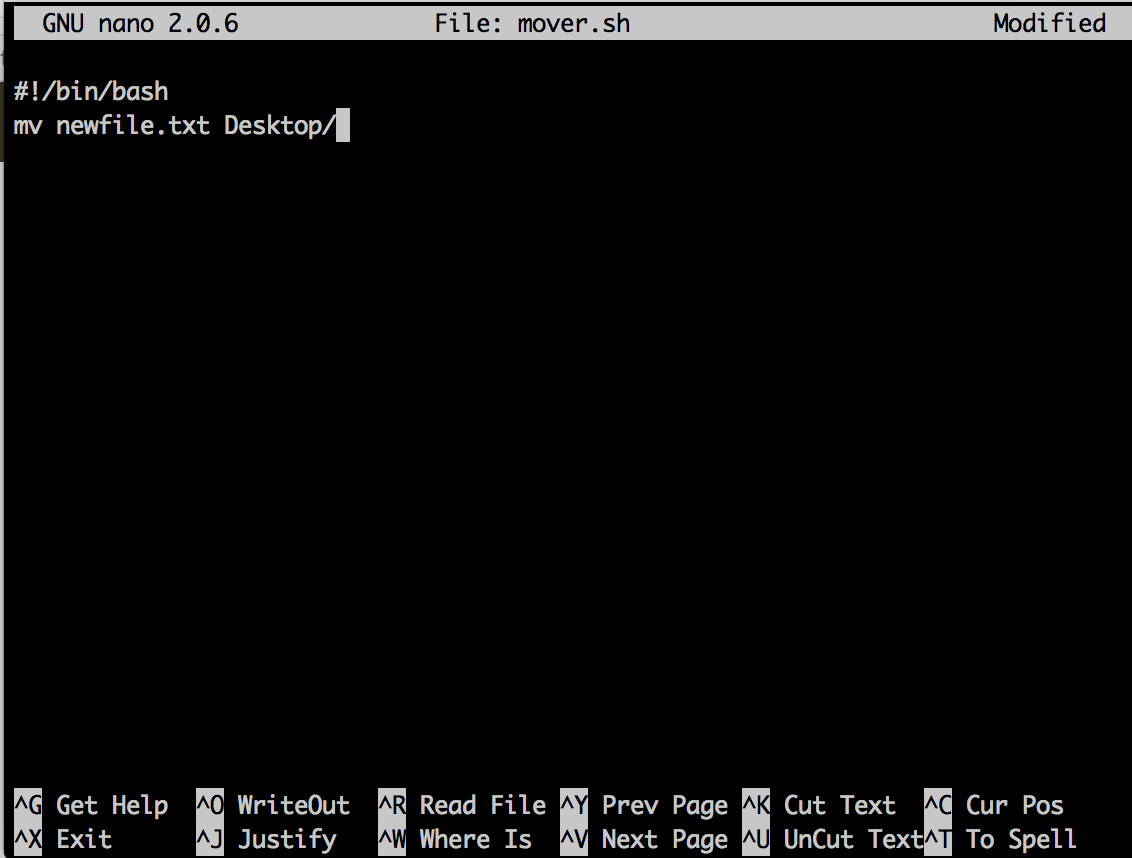 GNU nano 2.0.6 File: mover.sh Modified
#!/bin/bash
mv newfile.txt Desktop/
^G Get Help ^O WriteOut ^R Read File ^Y Prev Page ^K Cut Text ^C Cur Pos
^X Exit ^J Justify ^W Where Is ^V Next Page ^U UnCut Text^T To Spell